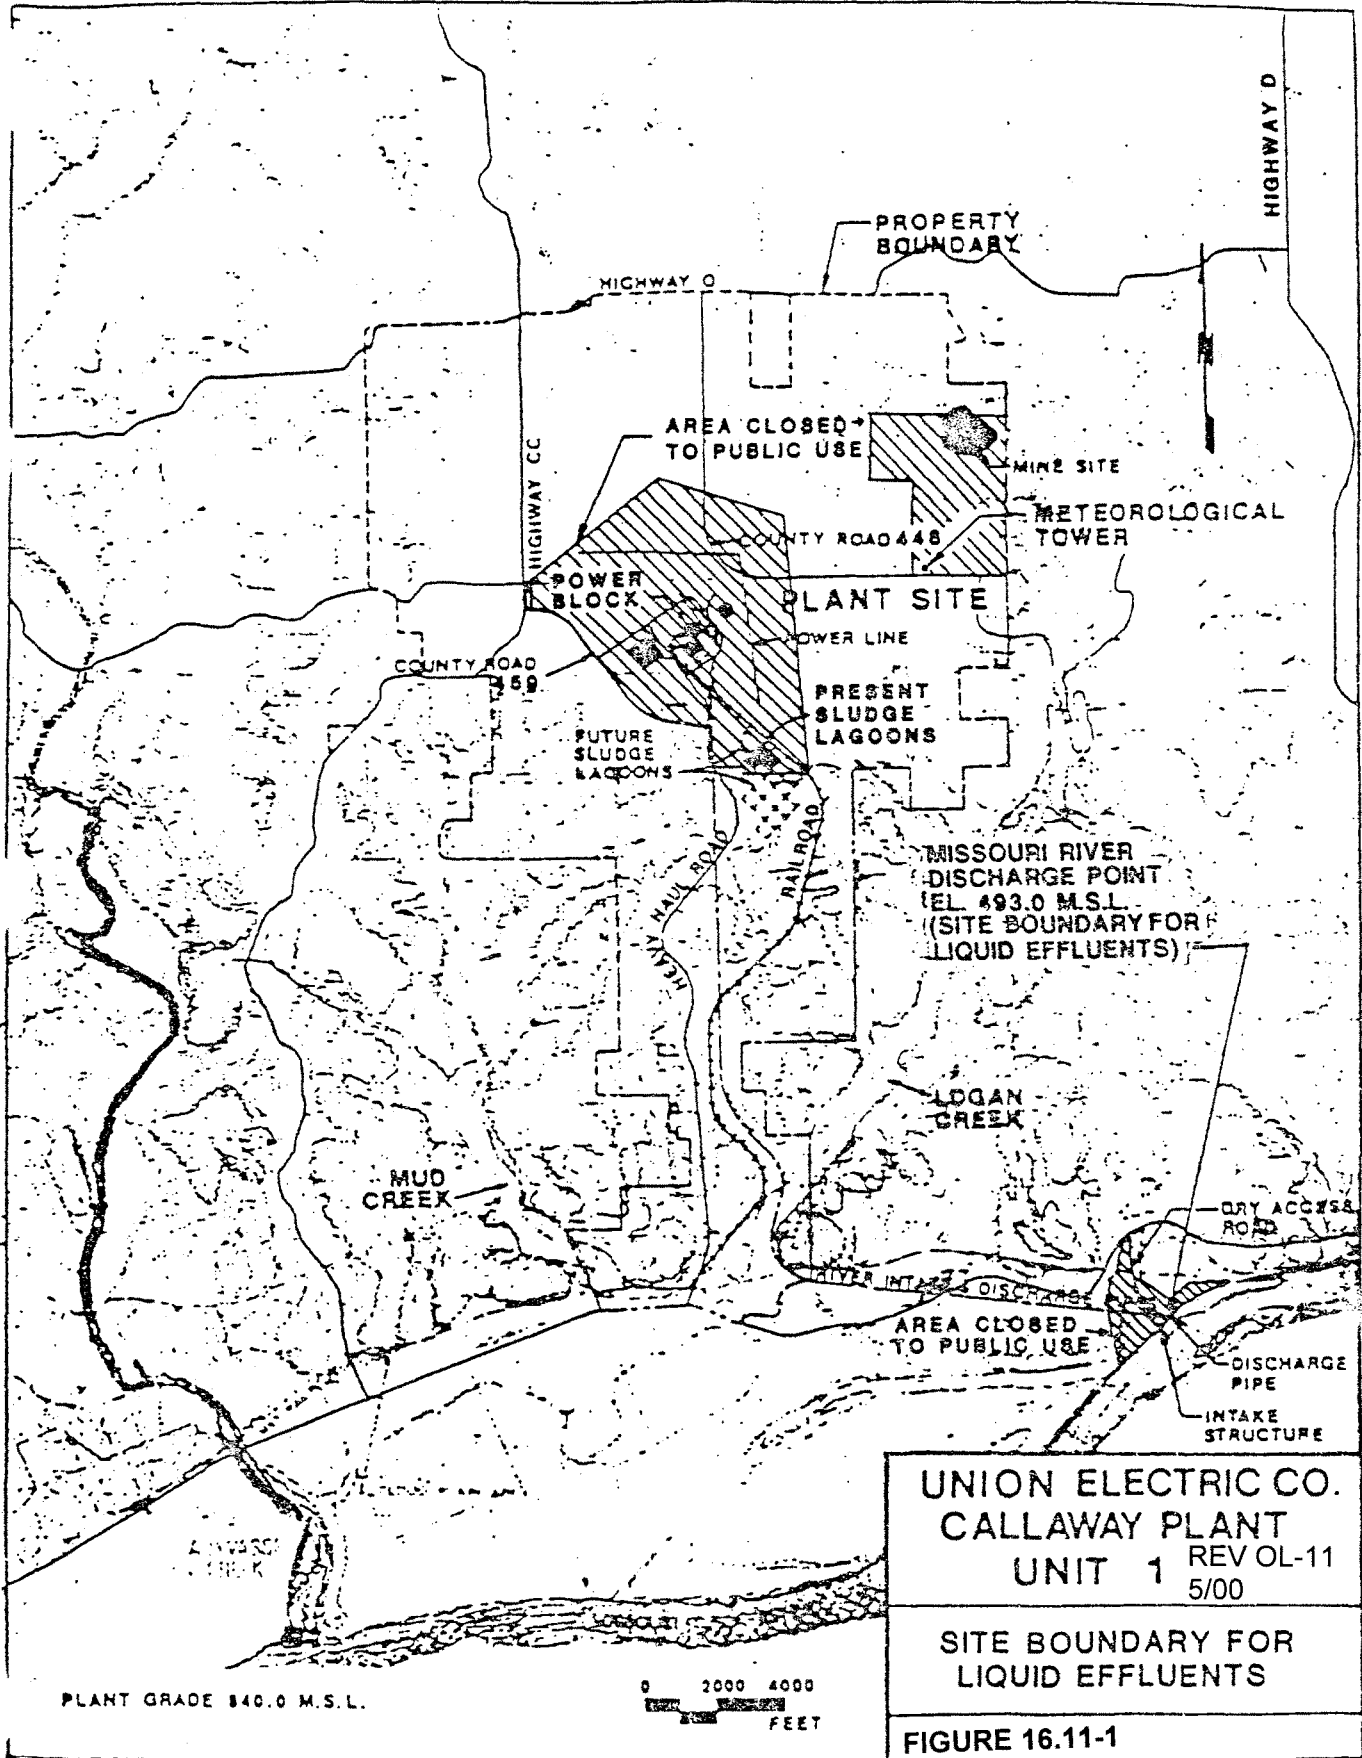 HIGHWAY D
PROPERTY
BOUNDARY
HIGHWAY O
AREA CLOSED
TO PUBLIC USE
MINE SITE
HIGHWAY CC
METEOROLOGICAL
TOWER
COUNTY ROAD 448
POWER
BLOCK
PLANT SITE
POWER LINE
COUNTY ROAD
459
PRESENT
SLUDGE
LAGOONS
FUTURE
SLUDGE
LAGOONS
HEAVY HAUL ROAD
RAILROAD
MISSOURI RIVER
DISCHARGE POINT
EL. 493.0 M.S.L.
(SITE BOUNDARY FOR
LIQUID EFFLUENTS)
LOGAN
CREEK
MUD
CREEK
DRY ACCESS
ROAD
RIVER INTAKE & DISCHARGE
AREA CLOSED
TO PUBLIC USE
DISCHARGE
PIPE
INTAKE
STRUCTURE
UNION ELECTRIC CO.
CALLAWAY PLANT
UNIT 1 REV OL-11
5/00
SITE BOUNDARY FOR
LIQUID EFFLUENTS
FIGURE 16.11-1
PLANT GRADE 840.0 M.S.L.
0 2000 4000
FEET